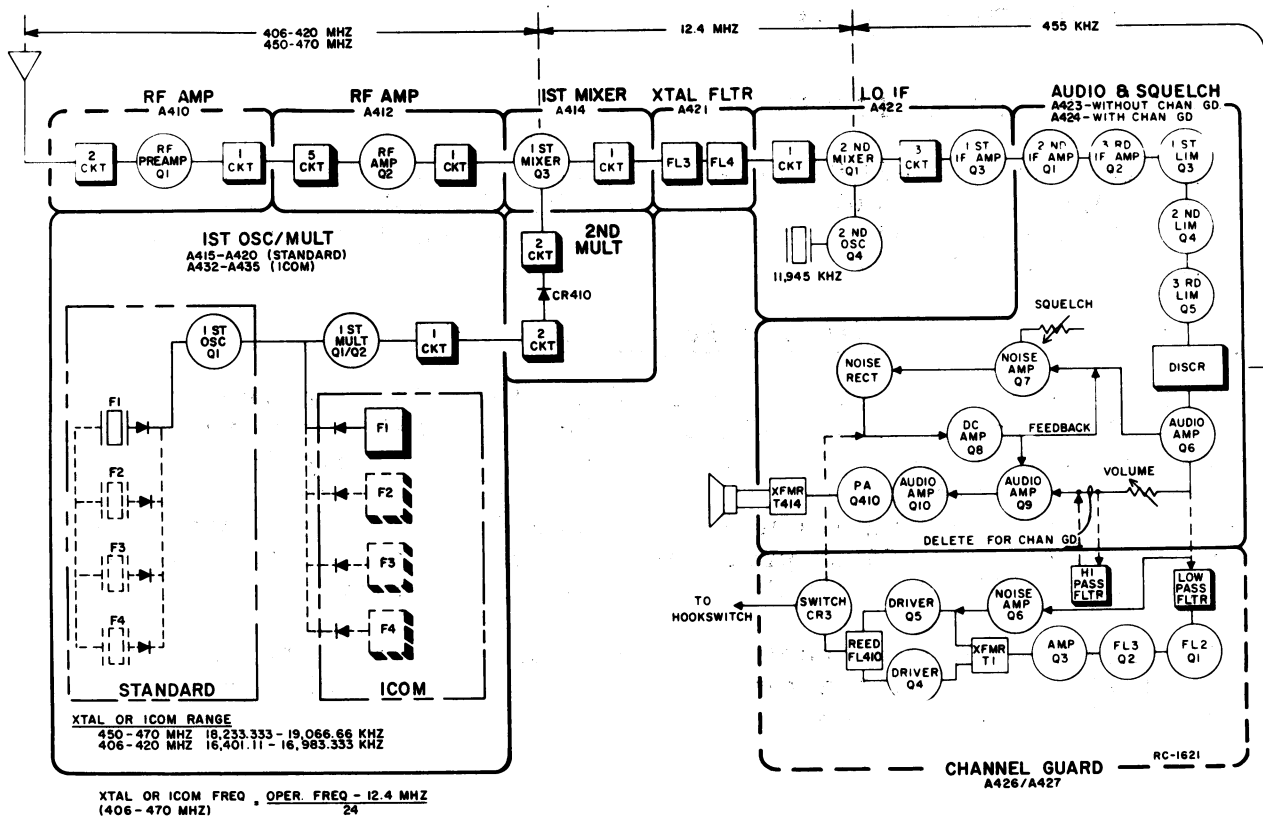 406-420 MHZ
450-470 MHZ
12.4 MHZ
455 KHZ
RF AMP
A410
RF AMP
A412
IST MIXER
A414
XTAL FLTR
A421
LO IF
A422
AUDIO & SQUELCH
A423-WITHOUT CHAN GD.
A424-WITH CHAN GD
2
CKT
RF
PREAMP
Q1
1
CKT
5
CKT
RF
AMP
Q2
1
CKT
1 ST
MIXER
Q3
1
CKT
FL3
FL4
1
CKT
2 ND
MIXER
Q1
3
CKT
1 ST
IF AMP
Q3
2 ND
IF AMP
Q1
3 RD
IF AMP
Q2
1 ST
LIM
Q3
2 ND
LIM
Q4
3 RD
LIM
Q5
DISCR
AUDIO
AMP
Q6
2 ND
OSC
Q4
11,945 KHZ
IST OSC/MULT
A415-A420 (STANDARD)
A432-A435 (ICOM)
2ND
MULT
2
CKT
CR410
2
CKT
1 ST
OSC
Q1
1 ST
MULT
Q1/Q2
1
CKT
F1
F2
F3
F4
STANDARD
F1
F2
F3
F4
ICOM
SQUELCH
NOISE
RECT
NOISE
AMP
Q7
DC
AMP
Q8
FEEDBACK
VOLUME
XFMR
T414
PA
Q410
AUDIO
AMP
Q10
AUDIO
AMP
Q9
DELETE FOR CHAN GD
HI
PASS
FLTR
LOW
PASS
FLTR
TO
HOOKSWITCH
SWITCH
CR3
DRIVER
Q5
NOISE
AMP
Q6
REED
FL410
DRIVER
Q4
XFMR
T1
AMP
Q3
FL3
Q2
FL2
Q1
RC-1621
CHANNEL GUARD
A426/A427
XTAL OR ICOM RANGE
450-470 MHZ 18,233.333-19,066.66 KHZ
406-420 MHZ 16,401.11-16,983.333 KHZ
XTAL OR ICOM FREQ = OPER. FREQ - 12.4 MHZ
(406-470 MHZ) 24